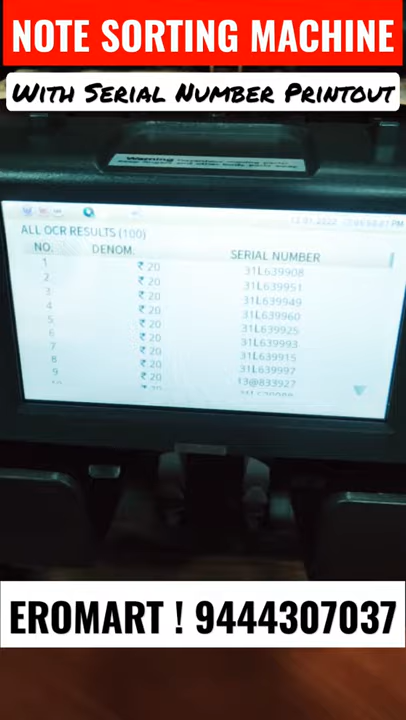 NOTE SORTING MACHINE
With Serial Number Printout
Warning
ALL OCR RESULTS (100)
NO. DENOM. SERIAL NUMBER
1 ₹ 20 31L639908
2 ₹ 20 31L639951
3 ₹ 20 31L639949
4 ₹ 20 31L639960
5 ₹ 20 31L639925
6 ₹ 20 31L639993
7 ₹ 20 31L639915
8 ₹ 20 31L639997
9 ₹ 20 13@833927
EROMART ! 9444307037